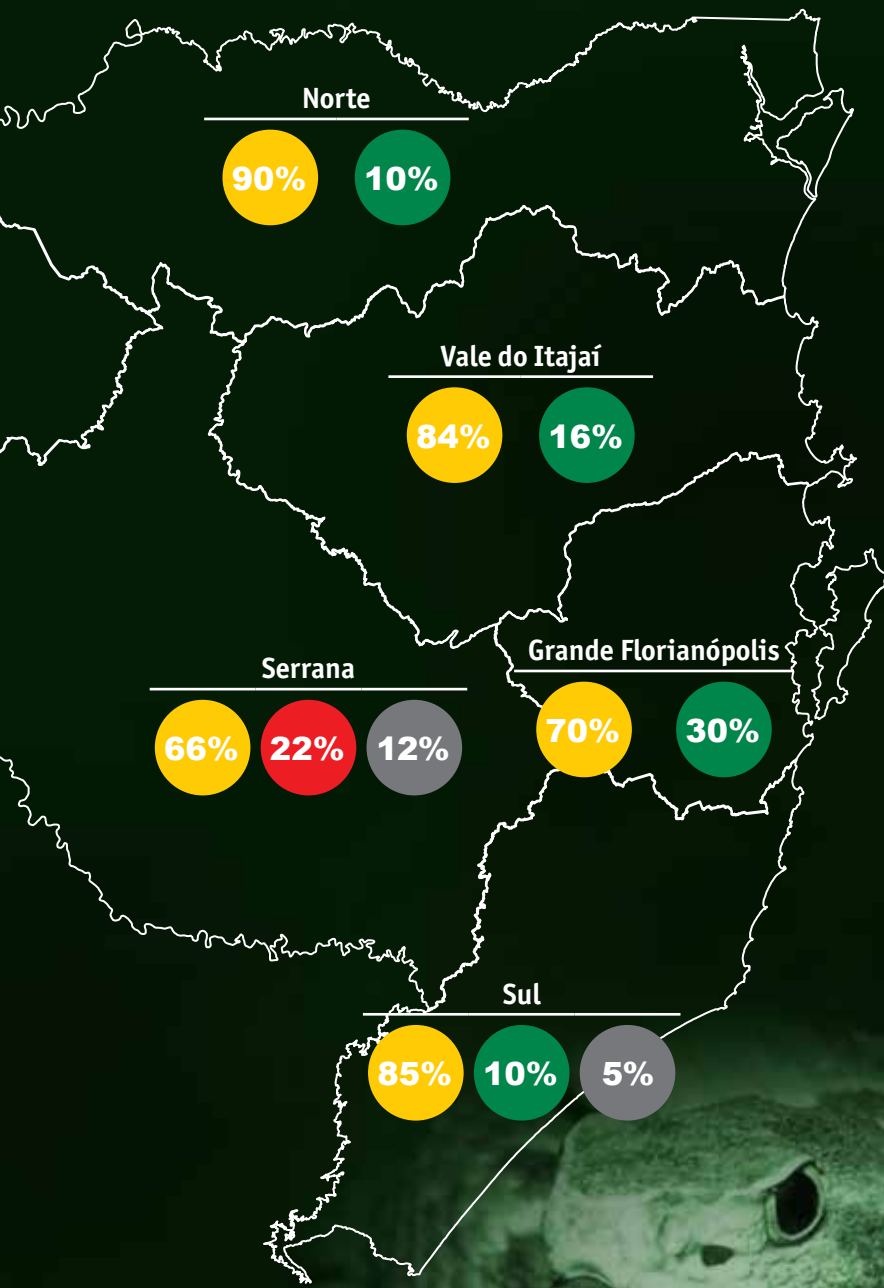 Norte
90% 10%
Vale do Itajaí
84% 16%
Grande Florianópolis
70% 30%
Serrana
66% 22% 12%
Sul
85% 10% 5%